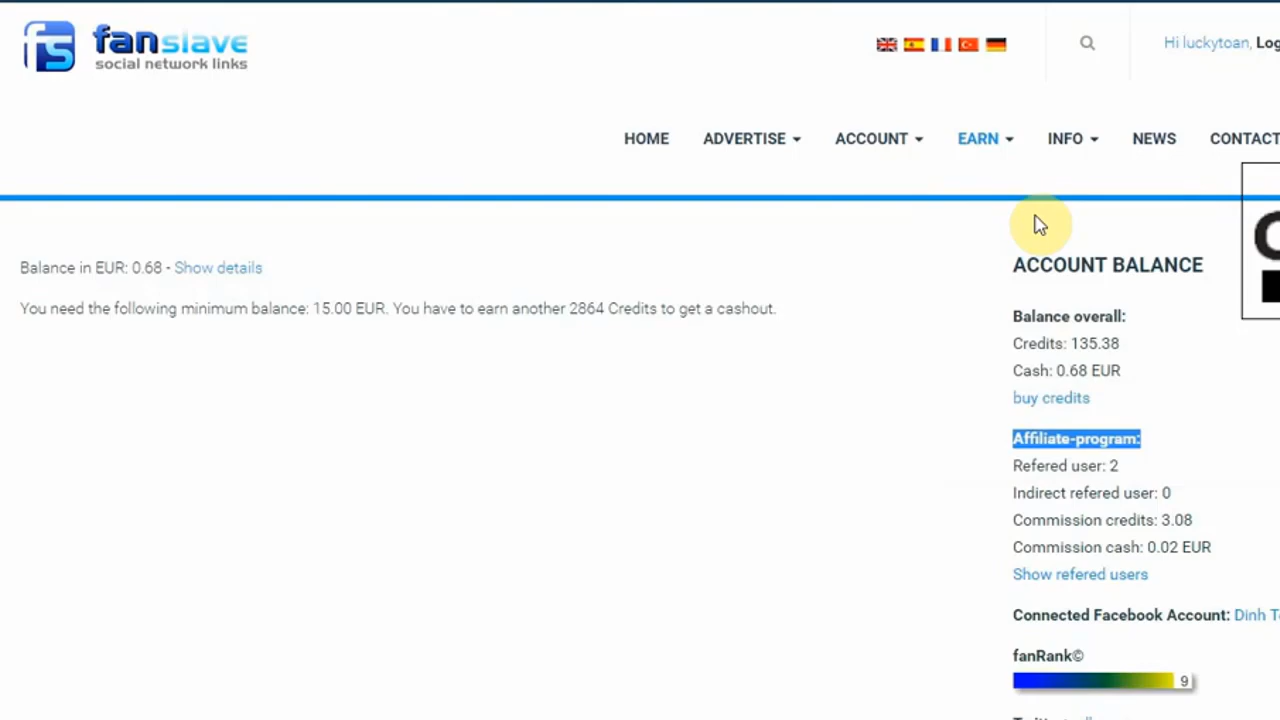 fanslave
social network links
Hi luckytoan, Log
HOME ADVERTISE ACCOUNT EARN INFO NEWS CONTACT
Balance in EUR: 0.68 - Show details
You need the following minimum balance: 15.00 EUR. You have to earn another 2864 Credits to get a cashout.
ACCOUNT BALANCE
Balance overall:
Credits: 135.38
Cash: 0.68 EUR
buy credits
Affiliate-program:
Refered user: 2
Indirect refered user: 0
Commission credits: 3.08
Commission cash: 0.02 EUR
Show refered users
Connected Facebook Account: Dinh T
fanRank©
9